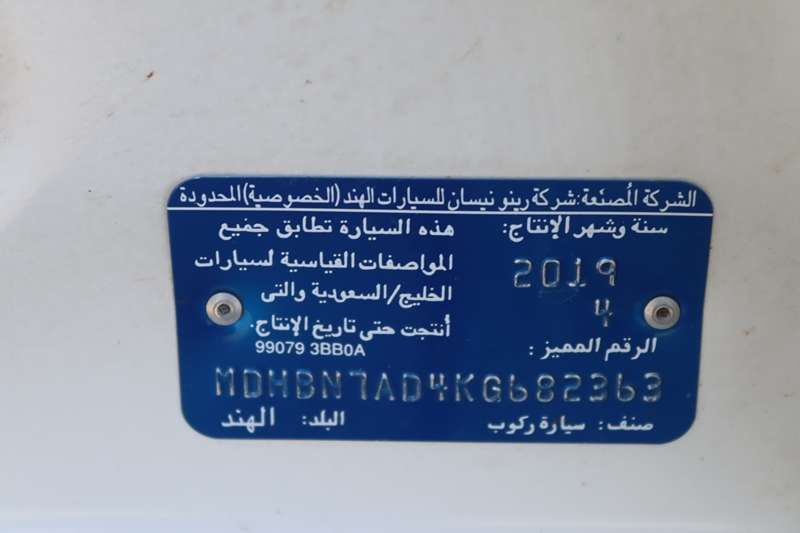 الشركة المُصنّعة: شركة رينو نيسان للسيارات الهند (الخصوصية) المحدودة
سنة وشهر الإنتاج:
2019
4
هذه السيارة تطابق جميع
المواصفات القياسية لسيارات
الخليج/السعودية والتى
أنتجت حتى تاريخ الإنتاج.
99079 3BB0A
الرقم المميز :
MDHBN7AD4KG682363
صنف: سيارة ركوب
البلد: الهند